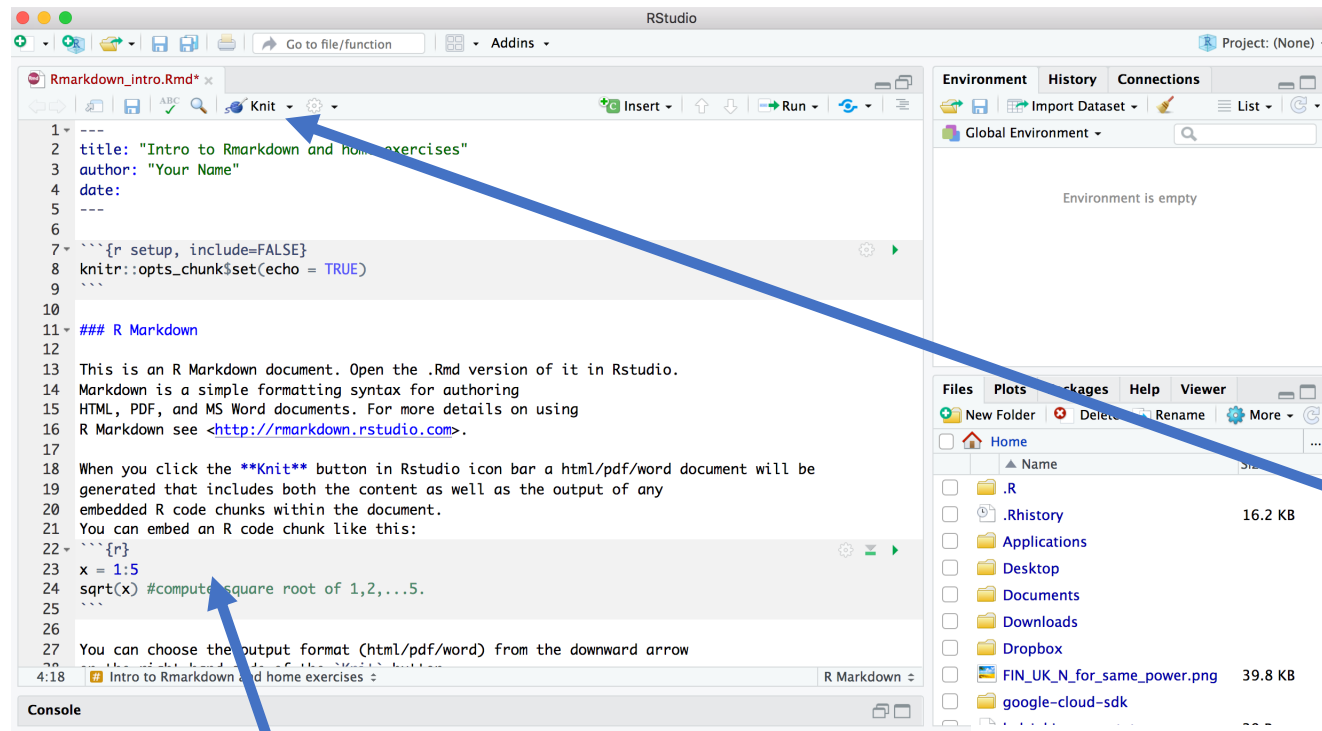 RStudio
Go to file/function
Addins
Project: (None)
Rmarkdown_intro.Rmd*
ABC
Knit
Insert
Run
1 ---
2 title: "Intro to Rmarkdown and home exercises"
3 author: "Your Name"
4 date:
5 ---
6
7 ```{r setup, include=FALSE}
8 knitr::opts_chunk$set(echo = TRUE)
9 ```
10
11 ### R Markdown
12
13 This is an R Markdown document. Open the .Rmd version of it in Rstudio.
14 Markdown is a simple formatting syntax for authoring
15 HTML, PDF, and MS Word documents. For more details on using
16 R Markdown see <http://rmarkdown.rstudio.com>.
17
18 When you click the **Knit** button in Rstudio icon bar a html/pdf/word document will be
19 generated that includes both the content as well as the output of any
20 embedded R code chunks within the document.
21 You can embed an R code chunk like this:
22 ```{r}
23 x = 1:5
24 sqrt(x) #compute square root of 1,2,...5.
25 ```
26
27 You can choose the output format (html/pdf/word) from the downward arrow
4:18 # Intro to Rmarkdown and home exercises
R Markdown
Console
Environment History Connections
Import Dataset
List
Global Environment
Environment is empty
Files Plots Packages Help Viewer
New Folder Delete Rename More
Home ...
Name
.R
.Rhistory 16.2 KB
Applications
Desktop
Documents
Downloads
Dropbox
FIN_UK_N_for_same_power.png 39.8 KB
google-cloud-sdk